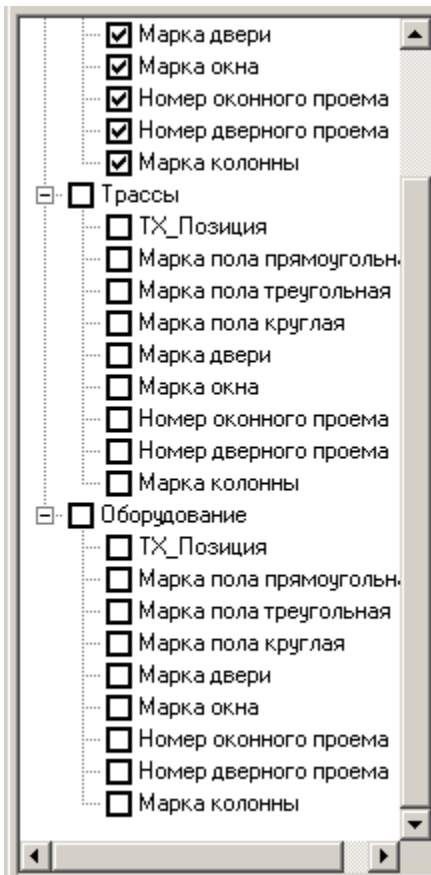 Марка двери
Марка окна
Номер оконного проема
Номер дверного проема
Марка колонны
Трассы
ТХ_Позиция
Марка пола прямоугольн
Марка пола треугольная
Марка пола круглая
Марка двери
Марка окна
Номер оконного проема
Номер дверного проема
Марка колонны
Оборудование
ТХ_Позиция
Марка пола прямоугольн
Марка пола треугольная
Марка пола круглая
Марка двери
Марка окна
Номер оконного проема
Номер дверного проема
Марка колонны